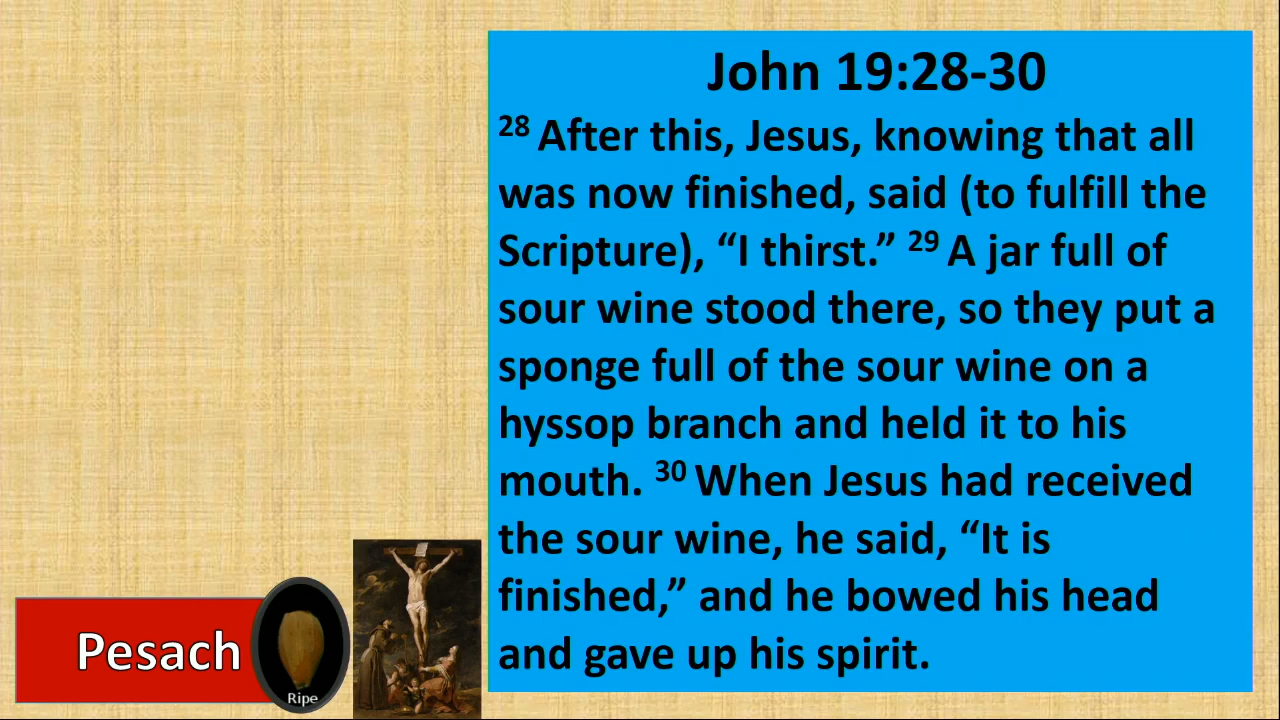 John 19:28-30
28 After this, Jesus, knowing that all
was now finished, said (to fulfill the
Scripture), “I thirst.” 29 A jar full of
sour wine stood there, so they put a
sponge full of the sour wine on a
hyssop branch and held it to his
mouth. 30 When Jesus had received
the sour wine, he said, “It is
finished,” and he bowed his head
and gave up his spirit.
Pesach
Ripe